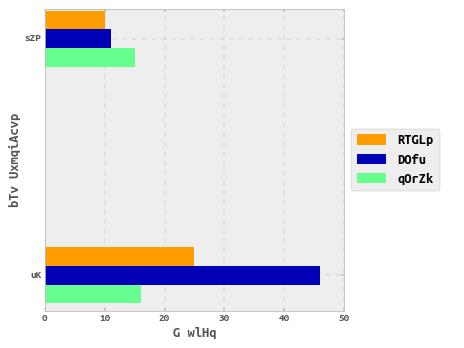 sZP
bTv UxmqiAcvp
uK
0 10 20 30 40 50
G wlHq
RTGLp
DOfu
qOrZk